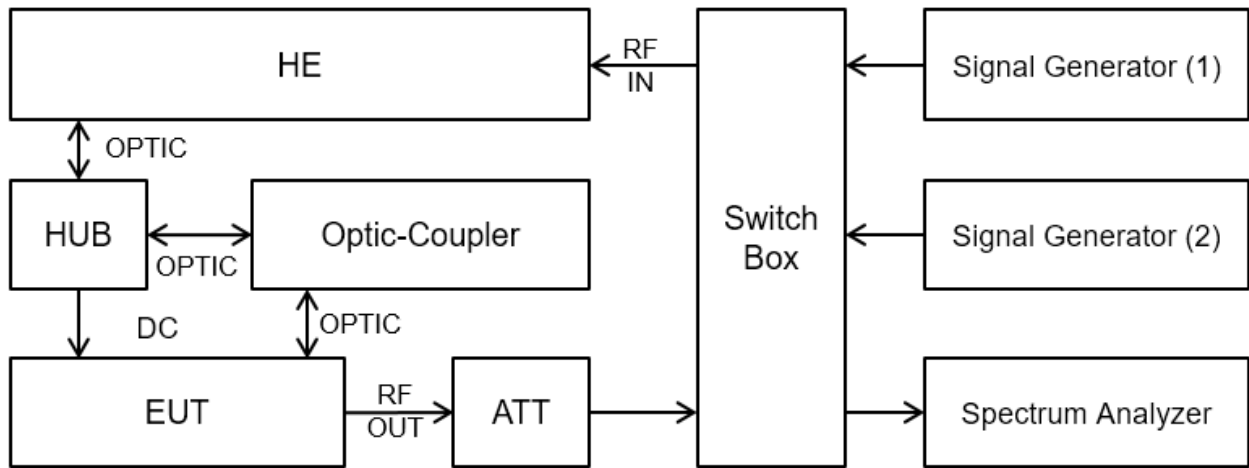 HE
RF
IN
Signal Generator (1)
OPTIC
HUB
OPTIC
Optic-Coupler
Switch
Box
Signal Generator (2)
DC
OPTIC
EUT
RF
OUT
ATT
Spectrum Analyzer